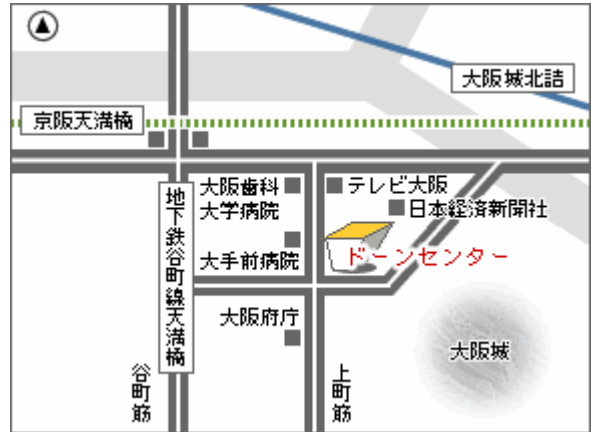 大阪城北詰
京阪天満橋
大阪歯科
大学病院
テレビ大阪
日本経済新聞社
地下鉄谷町線天満橋
大手前病院
ドーンセンター
大阪府庁
大阪城
谷町筋
上町筋